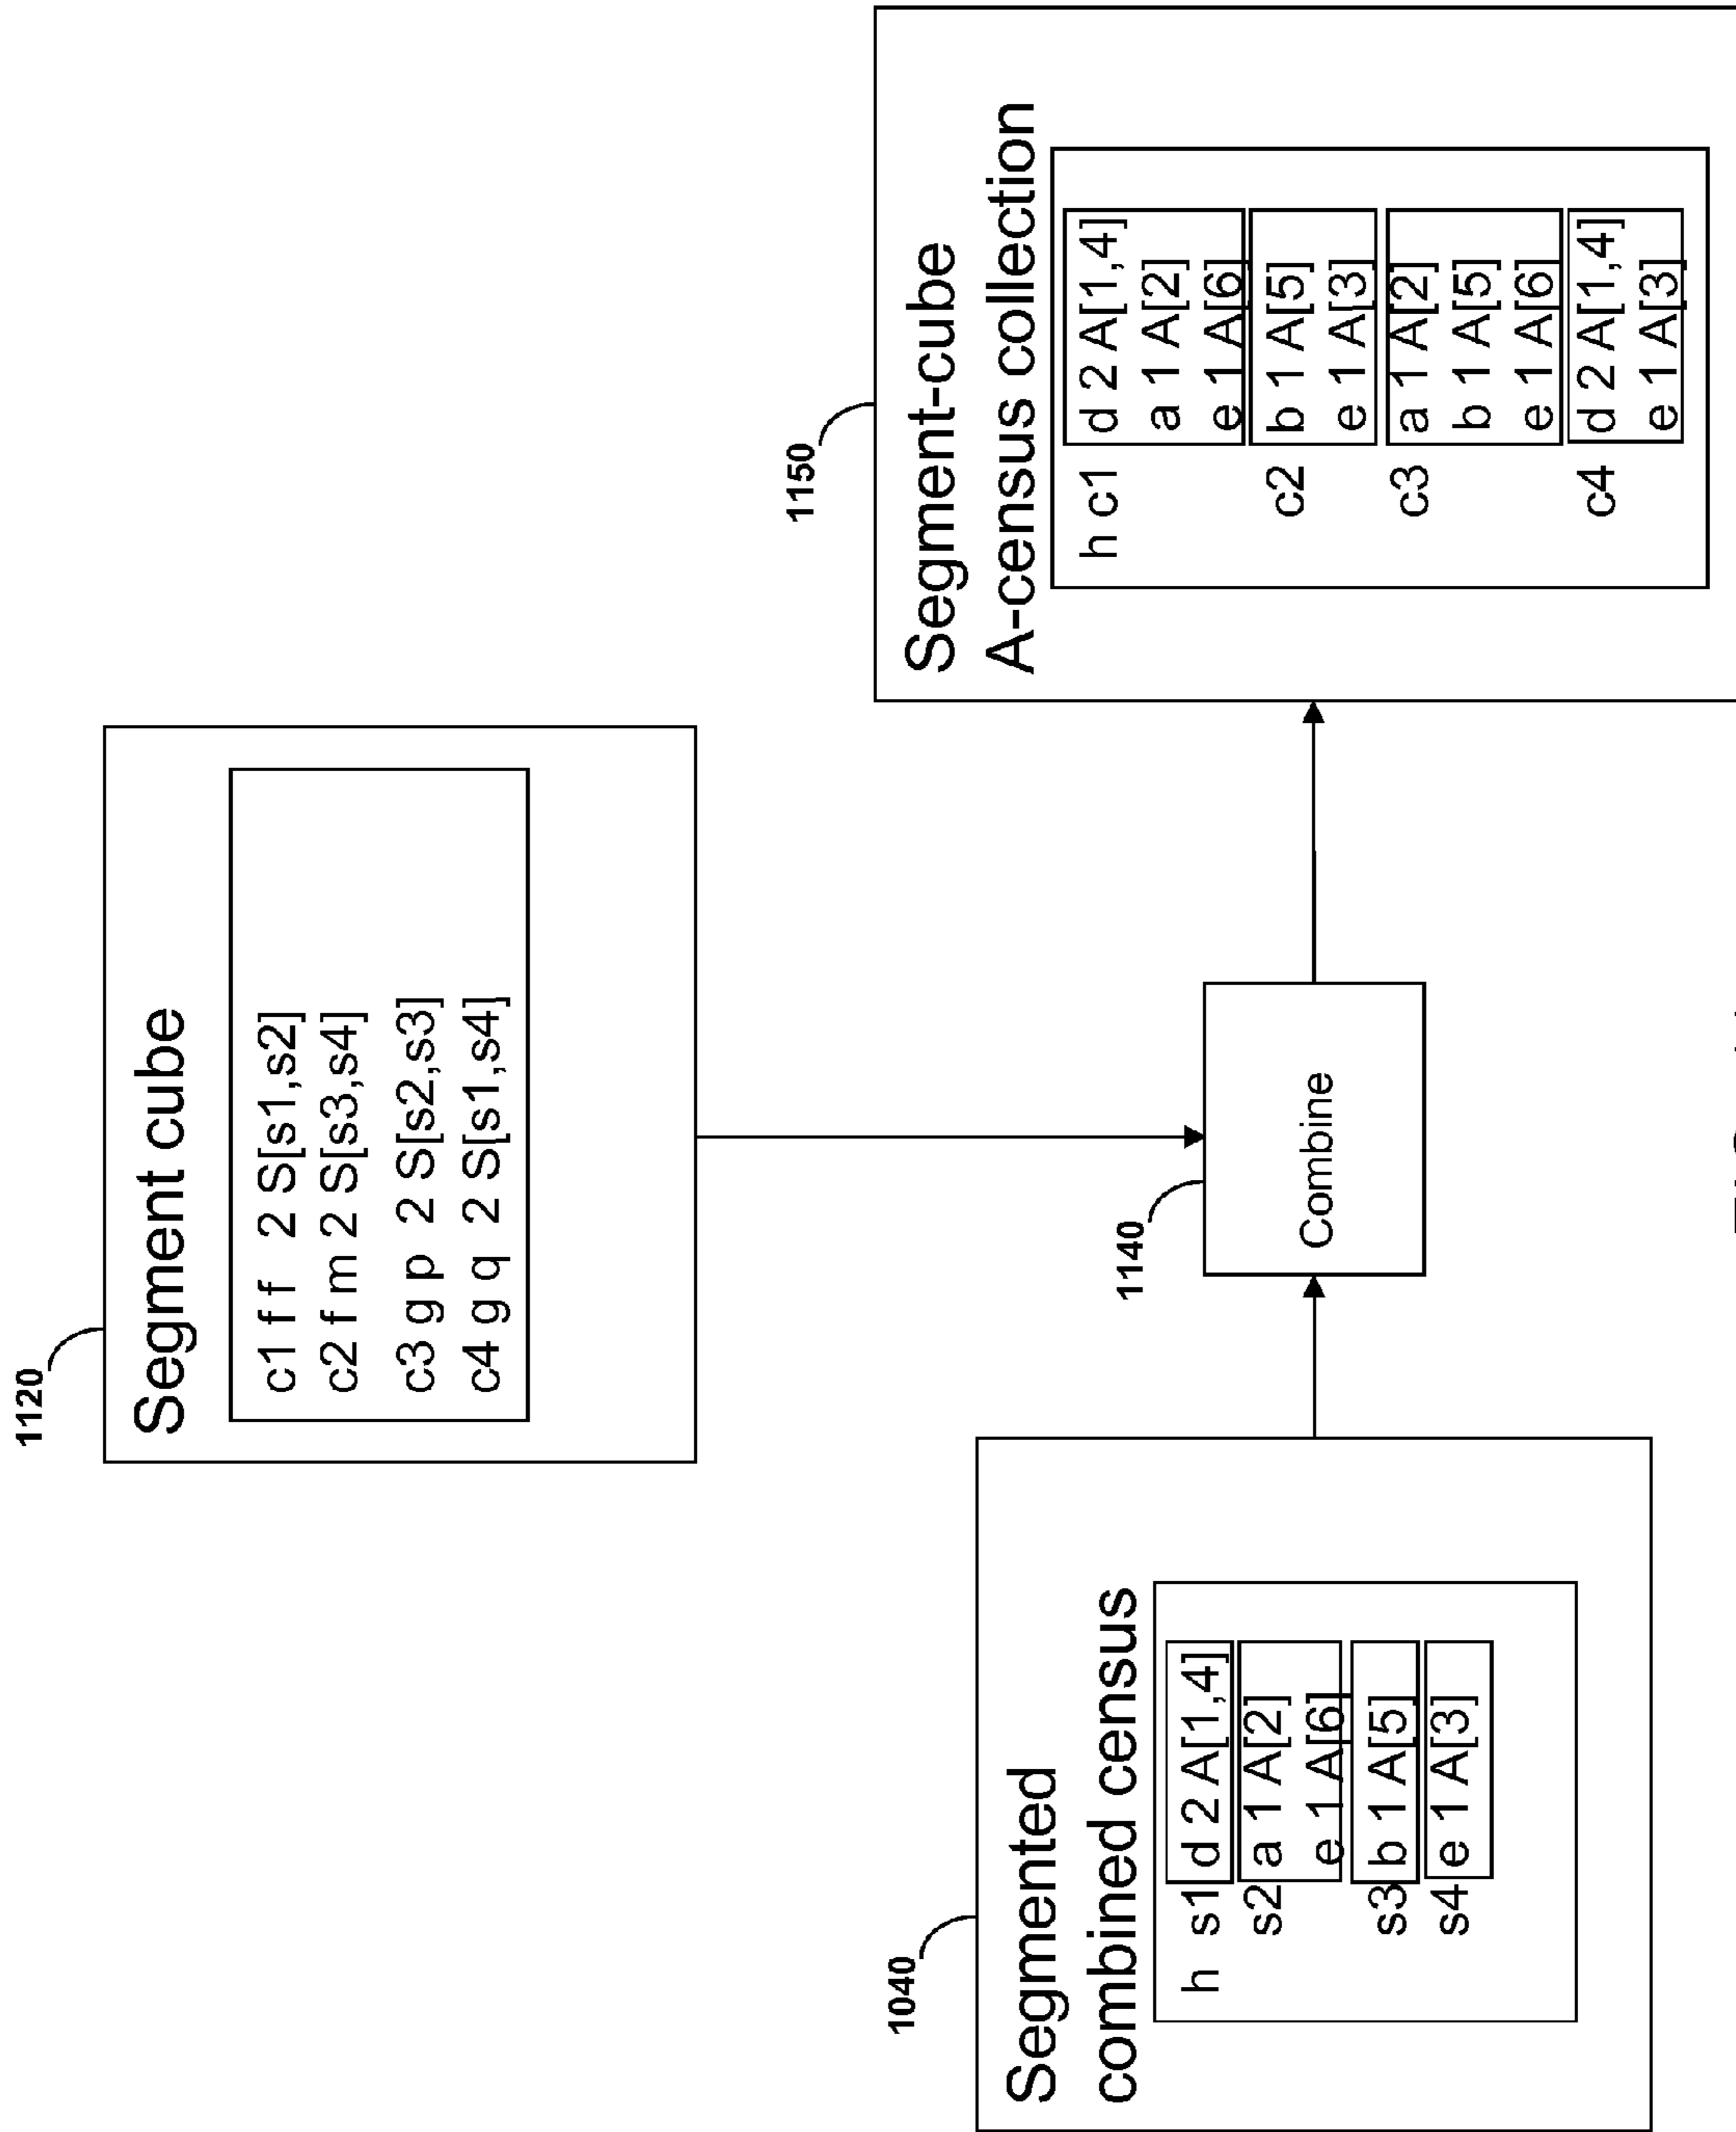 1120
Segment cube
c1 f f 2 S[s1,s2]
c2 f m 2 S[s3,s4]
c3 g p 2 S[s2,s3]
c4 g q 2 S[s1,s4]
1040
Segmented
combined census
h s1 d 2 A[1,4]
s2 a 1 A[2]
e 1 A[6]
s3 b 1 A[5]
s4 e 1 A[3]
1140
Combine
1150
Segment-cube
A-census collection
h c1 d 2 A[1,4]
a 1 A[2]
e 1 A[6]
c2 b 1 A[5]
e 1 A[3]
c3 a 1 A[2]
b 1 A[5]
e 1 A[6]
c4 d 2 A[1,4]
e 1 A[3]